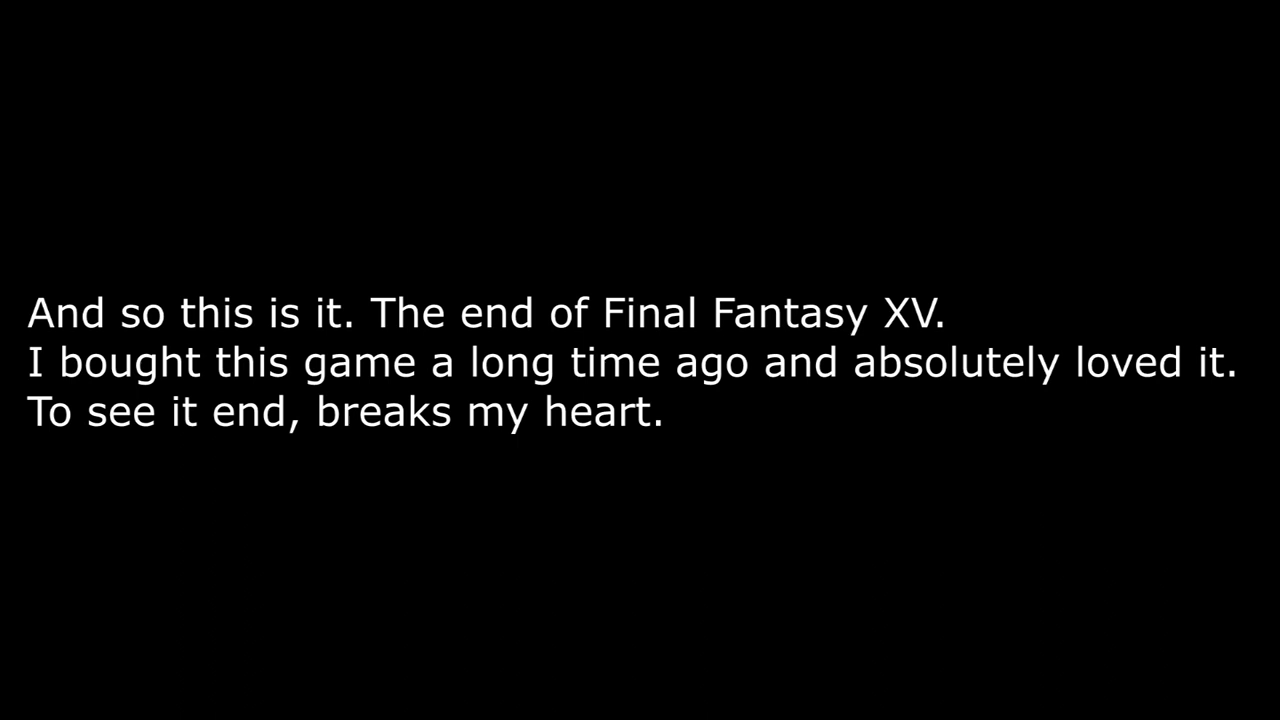 And so this is it. The end of Final Fantasy XV.
I bought this game a long time ago and absolutely loved it.
To see it end, breaks my heart.